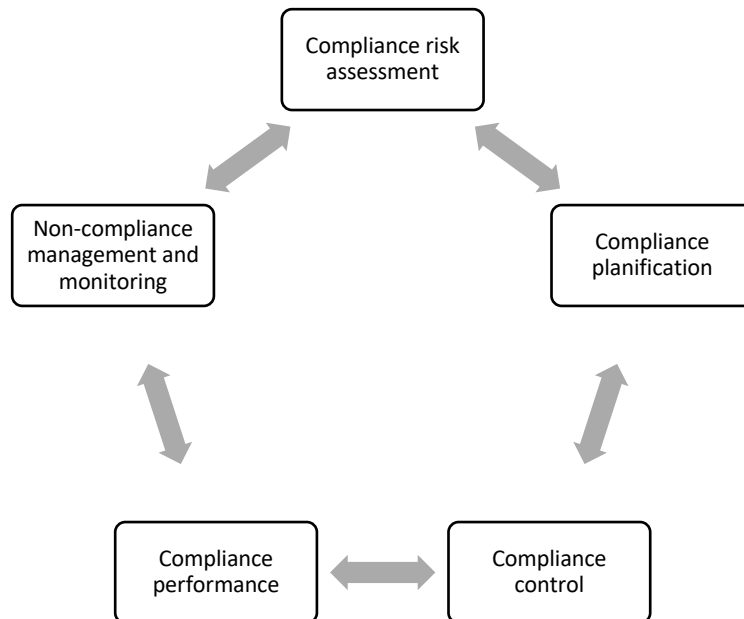 Compliance risk
assessment
Non-compliance
management and
monitoring
Compliance
planification
Compliance
performance
Compliance
control